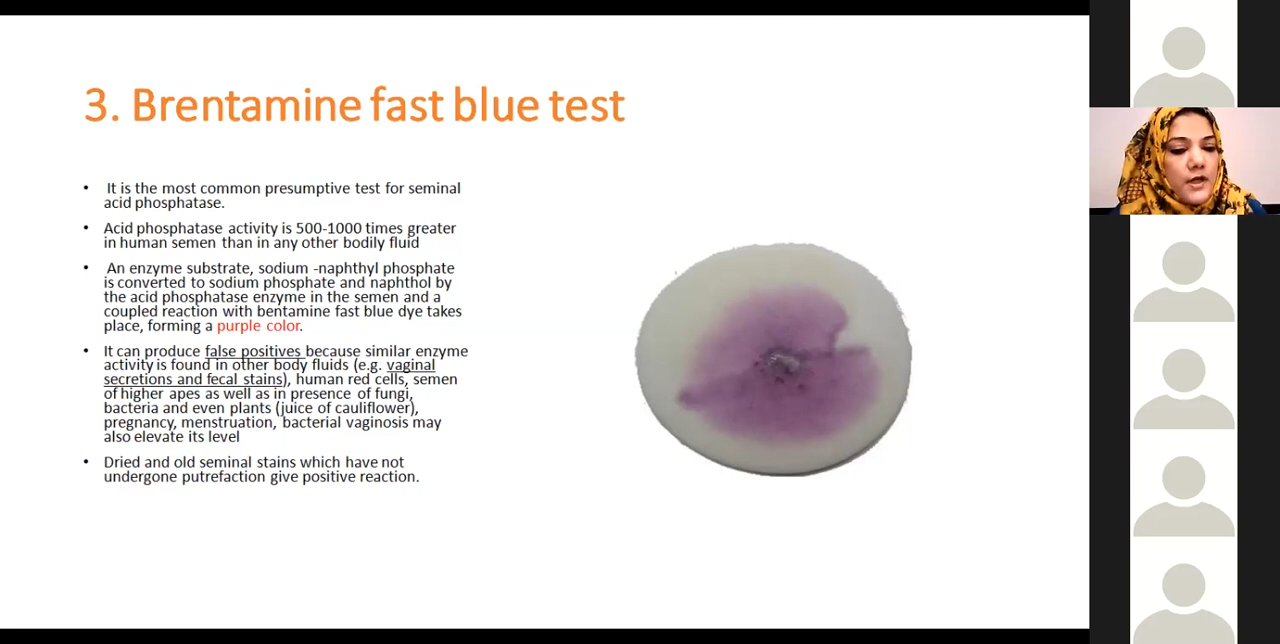 3. Brentamine fast blue test
• It is the most common presumptive test for seminal
acid phosphatase.
• Acid phosphatase activity is 500-1000 times greater
in human semen than in any other bodily fluid
• An enzyme substrate, sodium -naphthyl phosphate
is converted to sodium phosphate and naphthol by
the acid phosphatase enzyme in the semen and a
coupled reaction with bentamine fast blue dye takes
place, forming a purple color.
• It can produce false positives because similar enzyme
activity is found in other body fluids (e.g. vaginal
secretions and fecal stains), human red cells, semen
of higher apes as well as in presence of fungi,
bacteria and even plants (juice of cauliflower),
pregnancy, menstruation, bacterial vaginosis may
also elevate its level
• Dried and old seminal stains which have not
undergone putrefaction give positive reaction.